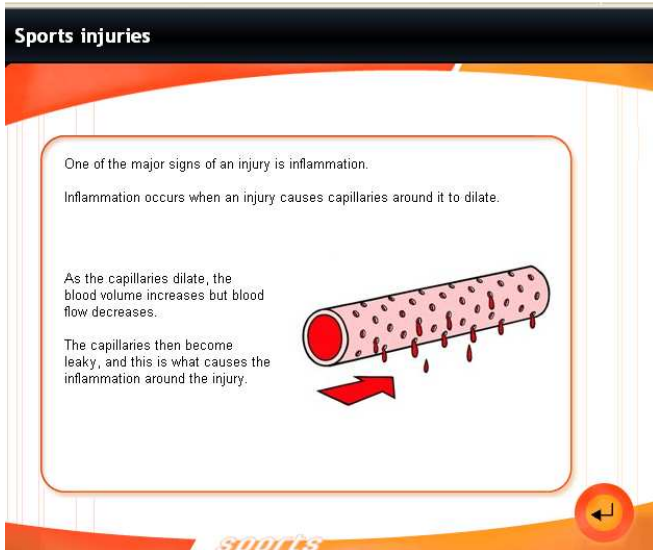 Sports injuries
One of the major signs of an injury is inflammation.
Inflammation occurs when an injury causes capillaries around it to dilate.
As the capillaries dilate, the
blood volume increases but blood
flow decreases.
The capillaries then become
leaky, and this is what causes the
inflammation around the injury.
sports